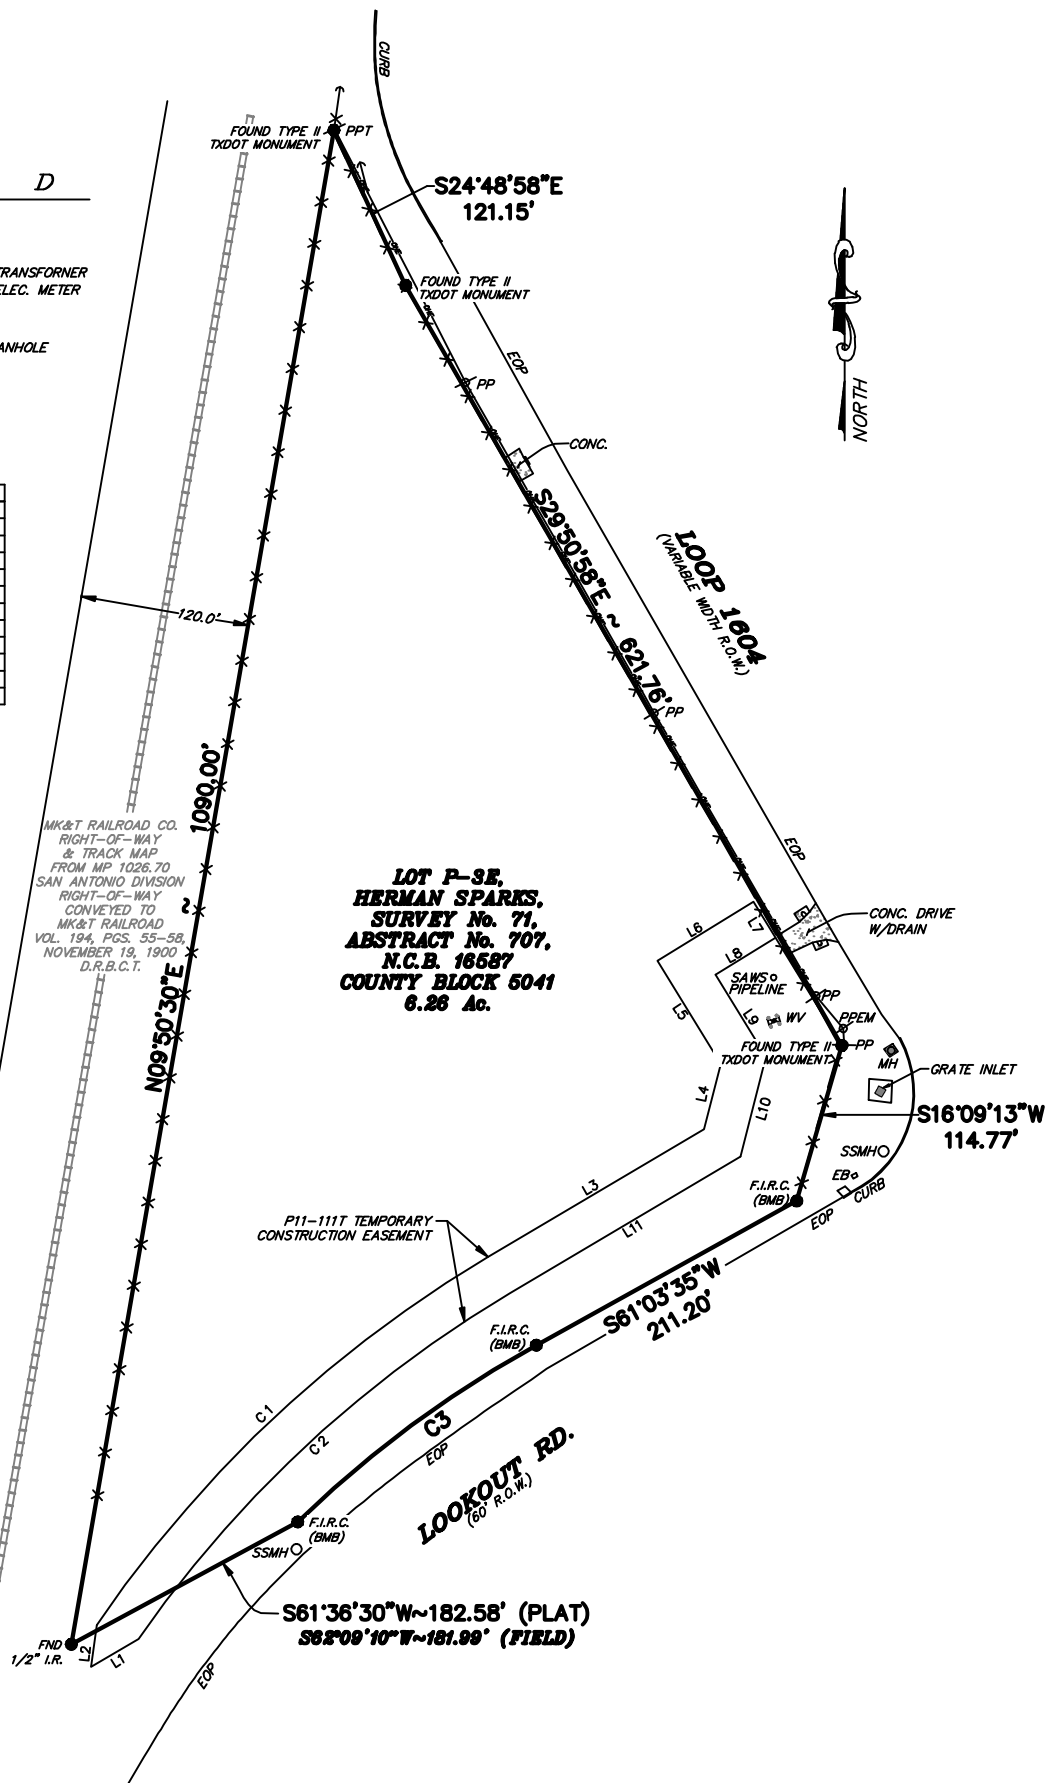 CURB
FOUND TYPE II
TXDOT MONUMENT
PPT
D
S24°48'58"E
121.15'
TRANSFORNER
ELEC. METER
FOUND TYPE II
TXDOT MONUMENT
ANHOLE
EOP
PP
NORTH
CONC.
S29°50'58"E ~ 621.76'
LOOP 1604
(VARIABLE WIDTH R.O.W.)
120.0'
PP
N09°50'30"E ~ 1090.00'
MK&T RAILROAD CO.
RIGHT-OF-WAY
& TRACK MAP
FROM MP 1026.70
SAN ANTONIO DIVISION
RIGHT-OF-WAY
CONVEYED TO
MK&T RAILROAD
VOL. 194, PGS. 55-58,
NOVEMBER 19, 1900
D.R.B.C.T.
EOP
LOT P-3E,
HERMAN SPARKS,
SURVEY No. 71,
ABSTRACT No. 707,
N.C.B. 16587
COUNTY BLOCK 5041
6.26 Ac.
CONC. DRIVE
W/DRAIN
L6
L7
L8
SAWS
PIPELINE
L5
L9
WV
PP
PPEM
FOUND TYPE II
TXDOT MONUMENT
PP
MH
GRATE INLET
L4
L10
S16°09'13"W
114.77'
SSMH
EB
F.I.R.C.
(BMB)
CURB
EOP
L3
P11-111T TEMPORARY
CONSTRUCTION EASEMENT
L11
S61°03'35"W
211.20'
F.I.R.C.
(BMB)
C1
C2
C3
EOP
LOOKOUT RD.
(60' R.O.W.)
F.I.R.C.
(BMB)
SSMH
S61°36'30"W~182.58' (PLAT)
S62°09'10"W~181.99' (FIELD)
FND
1/2" I.R.
L2
L1
EOP